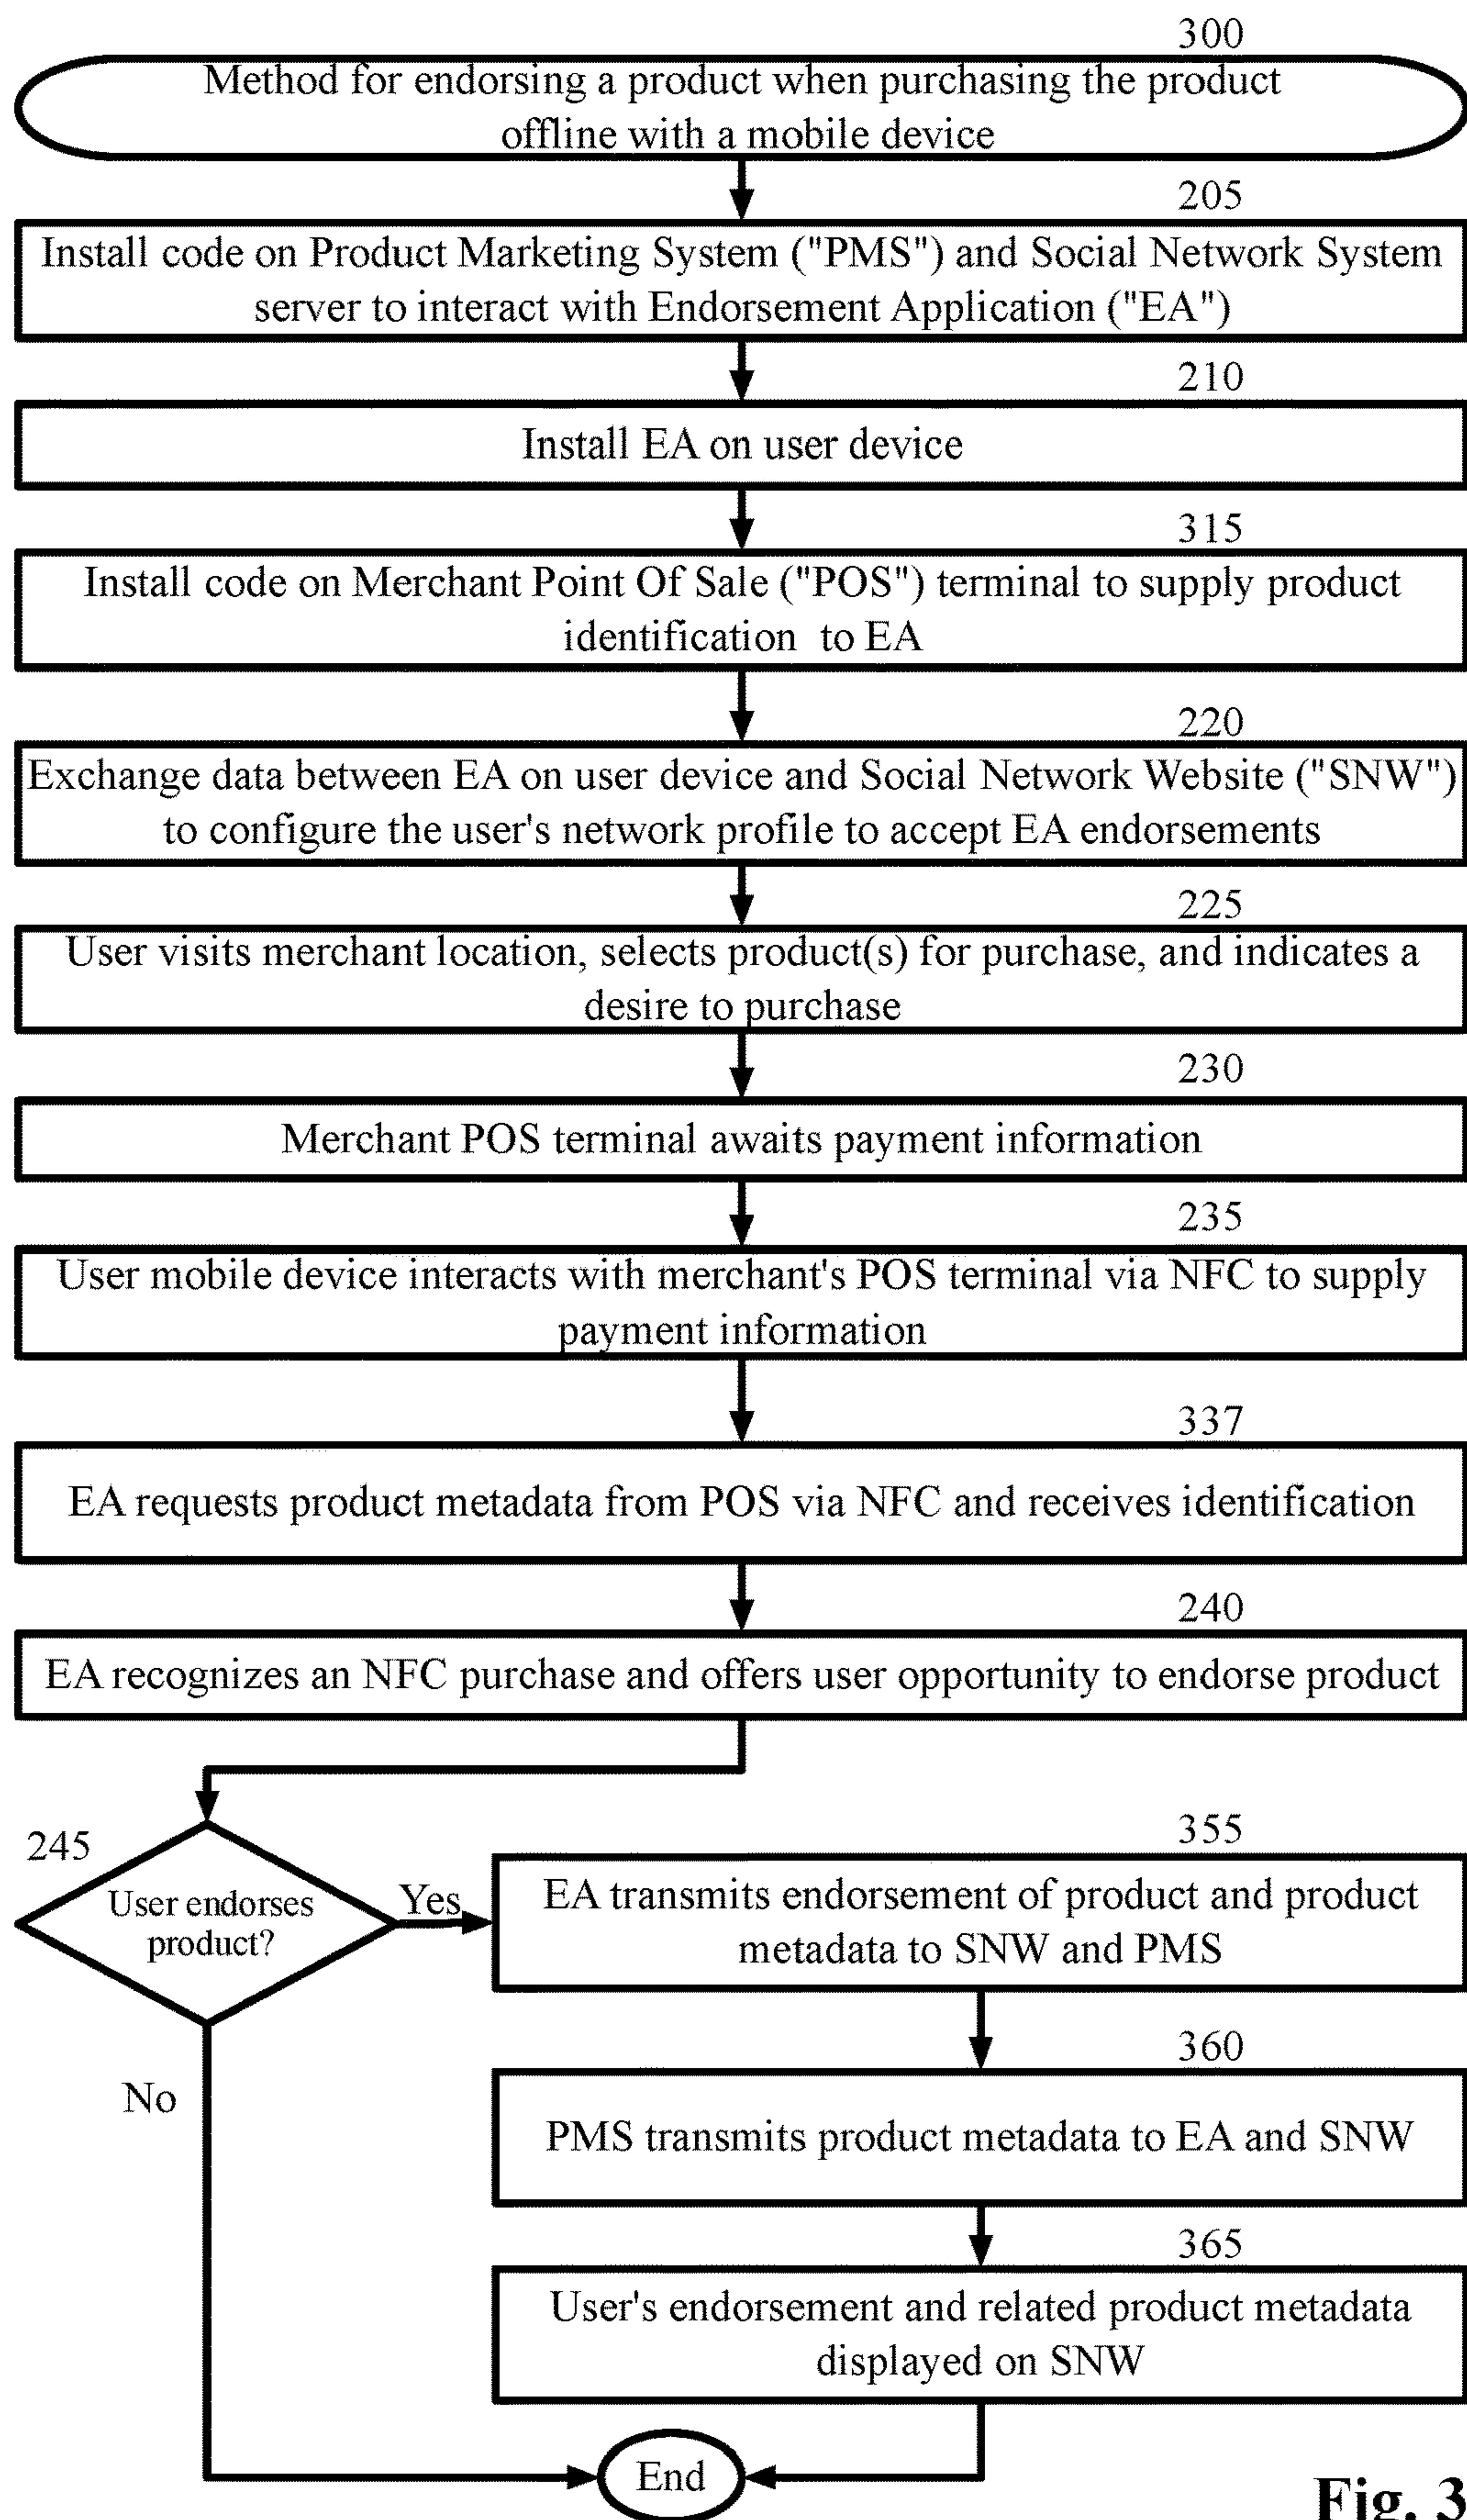 300
Method for endorsing a product when purchasing the product
offline with a mobile device
205
Install code on Product Marketing System ("PMS") and Social Network System
server to interact with Endorsement Application ("EA")
210
Install EA on user device
315
Install code on Merchant Point Of Sale ("POS") terminal to supply product
identification to EA
220
Exchange data between EA on user device and Social Network Website ("SNW")
to configure the user's network profile to accept EA endorsements
225
User visits merchant location, selects product(s) for purchase, and indicates a
desire to purchase
230
Merchant POS terminal awaits payment information
235
User mobile device interacts with merchant's POS terminal via NFC to supply
payment information
337
EA requests product metadata from POS via NFC and receives identification
240
EA recognizes an NFC purchase and offers user opportunity to endorse product
245
User endorses
product?
Yes
No
355
EA transmits endorsement of product and product
metadata to SNW and PMS
360
PMS transmits product metadata to EA and SNW
365
User's endorsement and related product metadata
displayed on SNW
End
Fig. 3